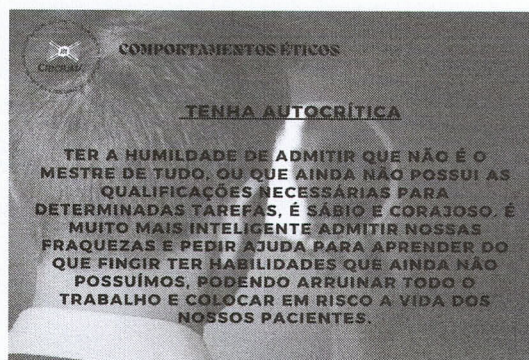 COMPORTAMENTOS ÉTICOS
TENHA AUTOCRÍTICA
TER A HUMILDADE DE ADMITIR QUE NÃO É O
MESTRE DE TUDO, OU QUE AINDA NÃO POSSUI AS
QUALIFICAÇÕES NECESSÁRIAS PARA
DETERMINADAS TAREFAS, É SÁBIO E CORAJOSO. É
MUITO MAIS INTELIGENTE ADMITIR NOSSAS
FRAQUEZAS E PEDIR AJUDA PARA APRENDER DO
QUE FINGIR TER HABILIDADES QUE AINDA NÃO
POSSUÍMOS, PODENDO ARRUINAR TODO O
TRABALHO E COLOCAR EM RISCO A VIDA DOS
NOSSOS PACIENTES.